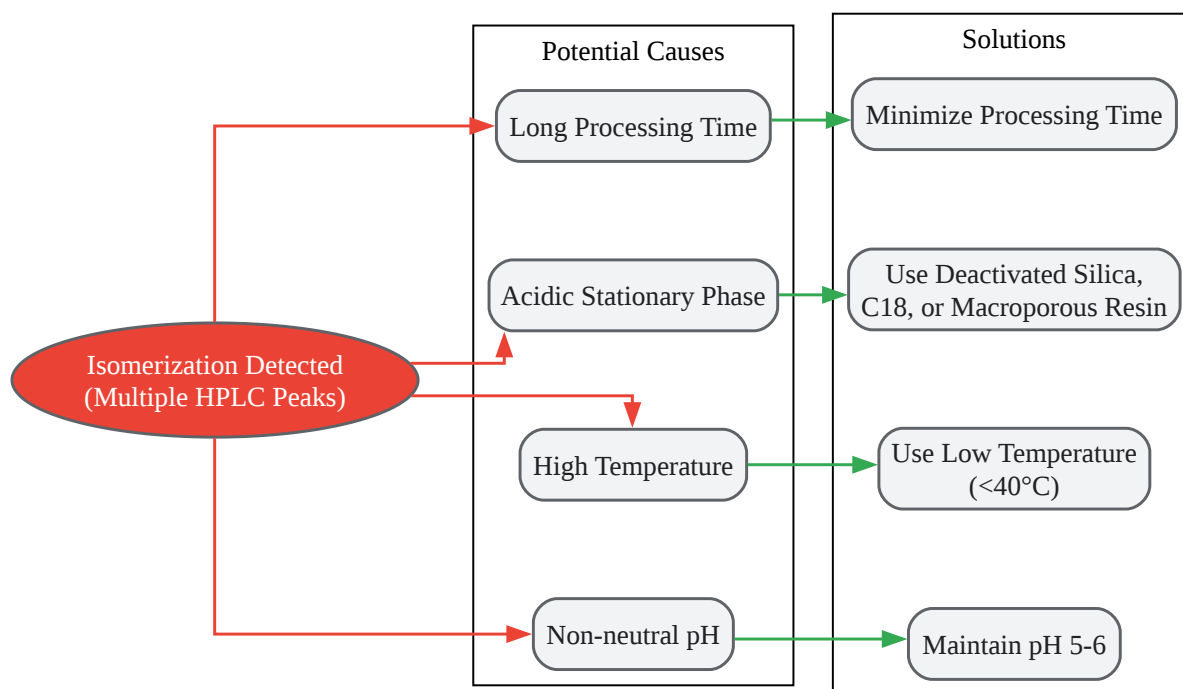 Potential Causes
Solutions
Long Processing Time
Minimize Processing Time
Acidic Stationary Phase
Use Deactivated Silica,
C18, or Macroporous Resin
Isomerization Detected
(Multiple HPLC Peaks)
High Temperature
Use Low Temperature
(<40°C)
Non-neutral pH
Maintain pH 5-6